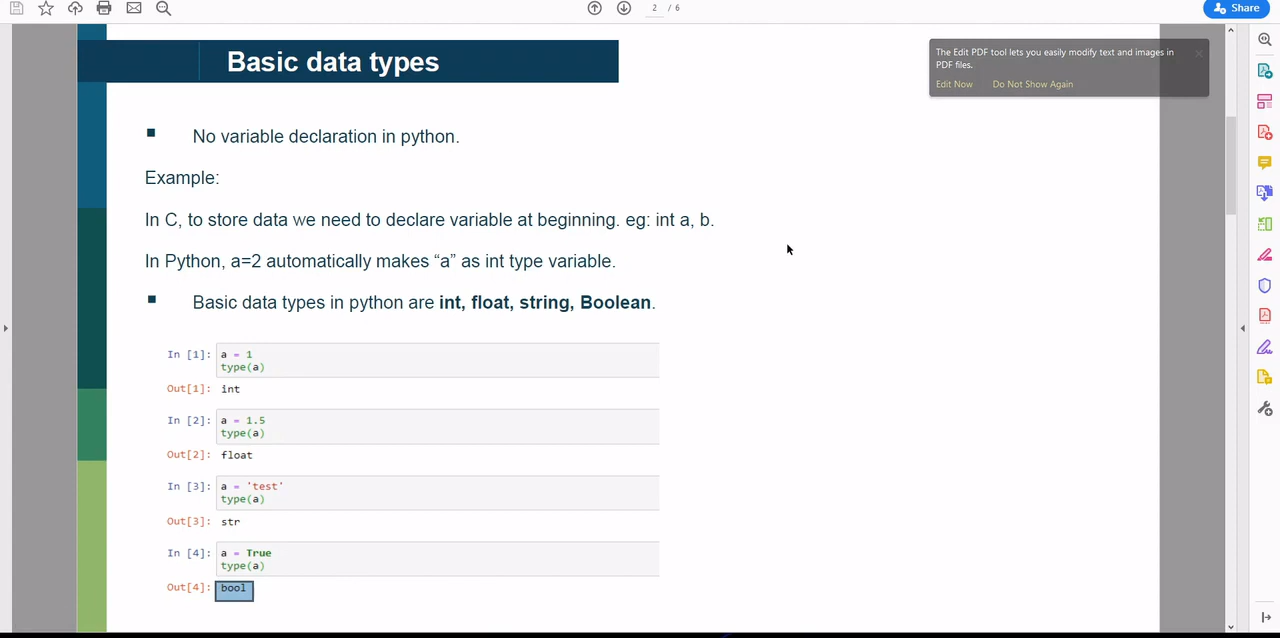 2 / 6
Share
Basic data types
The Edit PDF tool lets you easily modify text and images in
PDF files.
Edit Now Do Not Show Again
No variable declaration in python.
Example:
In C, to store data we need to declare variable at beginning. eg: int a, b.
In Python, a=2 automatically makes “a” as int type variable.
Basic data types in python are int, float, string, Boolean.
In [1]: a = 1
type(a)
Out[1]: int
In [2]: a = 1.5
type(a)
Out[2]: float
In [3]: a = 'test'
type(a)
Out[3]: str
In [4]: a = True
type(a)
Out[4]: bool